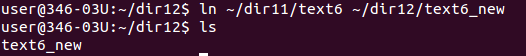 user@346-03U:~/dir12$ ln ~/dir11/text6 ~/dir12/text6_new
user@346-03U:~/dir12$ ls
text6_new